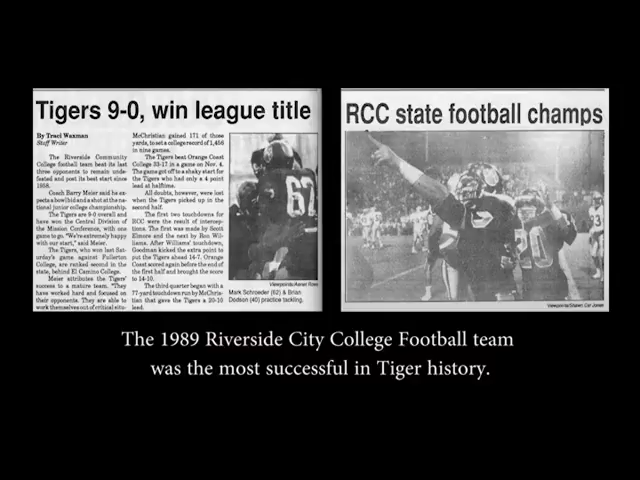 Tigers 9-0, win league title
By Traci Waxman
Staff Writer
The Riverside Community
College football team beat its last
three opponents to remain unde-
feated and post its best start since
1958.
Coach Barry Meier said he ex-
pects a bowl bid and a shot at the na-
tional junior college championship.
The Tigers are 9-0 overall and
have won the Central Division of
the Mission Conference, with one
game to go. "We're extremely happy
with our start," said Meier.
The Tigers, who won last Sat-
urday's game against Fullerton
College, are ranked second in the
state, behind El Camino College.
Meier attributes the Tigers'
success to a mature team. "They
have worked hard and focused on
their opponents. They are able to
work themselves out of critical situ-
McChristian gained 171 of those
yards, to set a college record of 1,456
in nine games.
The Tigers beat Orange Coast
College 33-17 in a game on Nov. 4.
The game got off to a shaky start for
the Tigers who had only a 4 point
lead at halftime.
All doubts, however, were lost
when the Tigers picked up in the
second half.
The first two touchdowns for
RCC were the result of intercep-
tions. The first was made by Scott
Elmore and the next by Ron Wil-
liams. After Williams' touchdown,
Goodman kicked the extra point to
put the Tigers ahead 14-7. Orange
Coast scored again before the end of
the first half and brought the score
to 14-10.
The third quarter began with a
77-yard touchdown run by McChris-
tian that gave the Tigers a 20-10
lead.
62
Mark Schroeder (62) & Brian
Dodson (40) practice tackling.
RCC state football champs
The 1989 Riverside City College Football team
was the most successful in Tiger history.